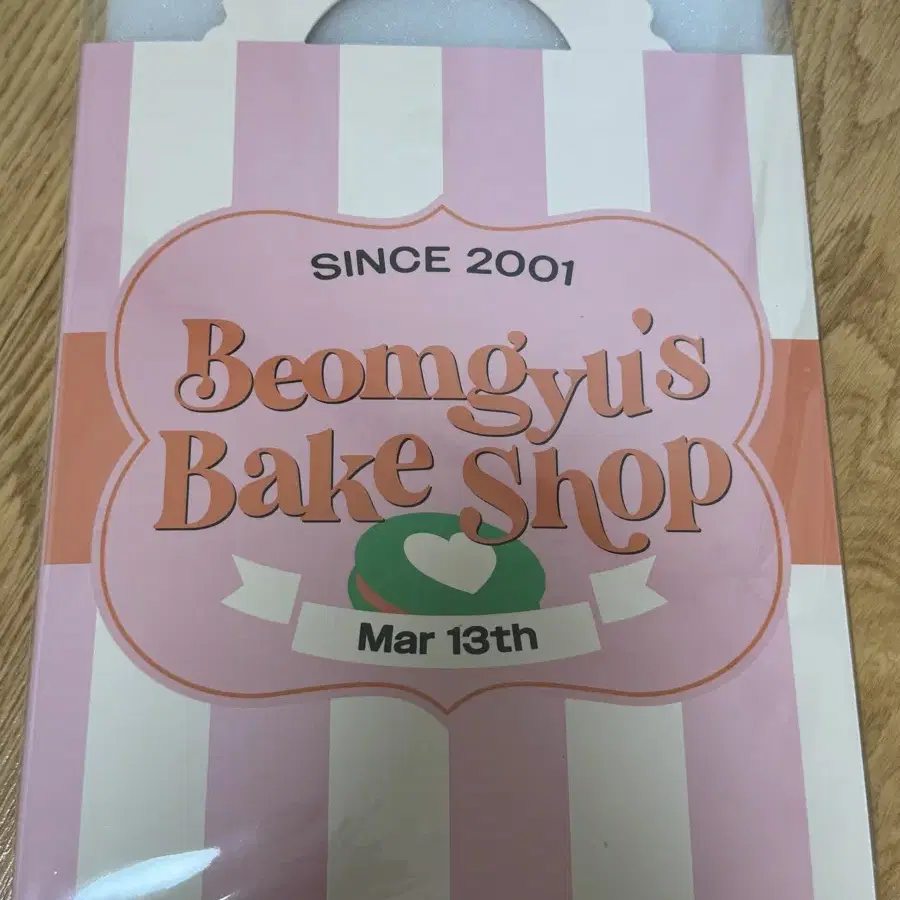 SINCE 2001
Beomgyu's
Bake Shop
Mar 13th